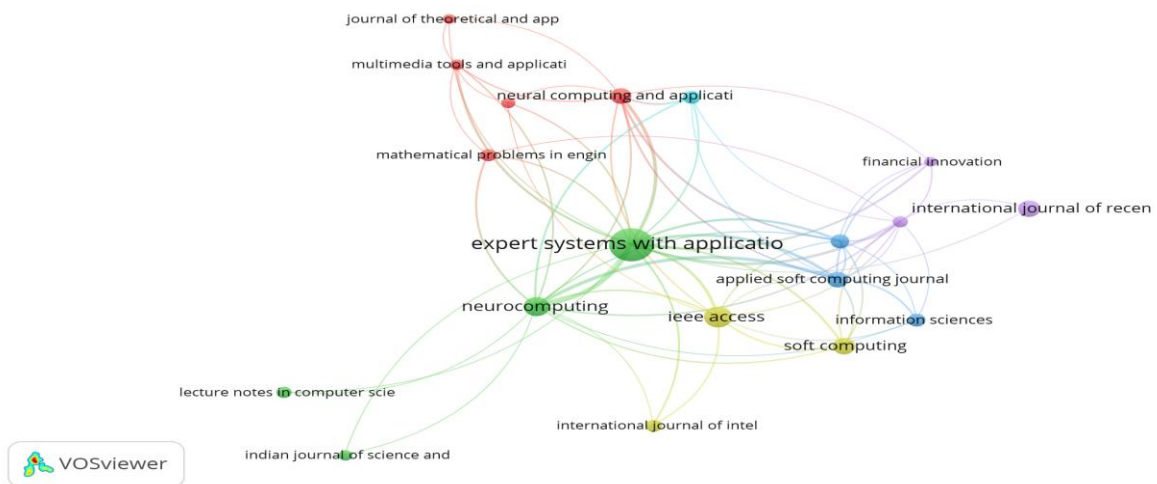 journal of theoretical and app
multimedia tools and applicati
neural computing and applicati
mathematical problems in engin
financial innovation
international journal of recen
expert systems with applicatio
applied soft computing journal
neurocomputing
ieee access
information sciences
soft computing
lecture notes in computer scie
international journal of intel
indian journal of science and
VOSviewer